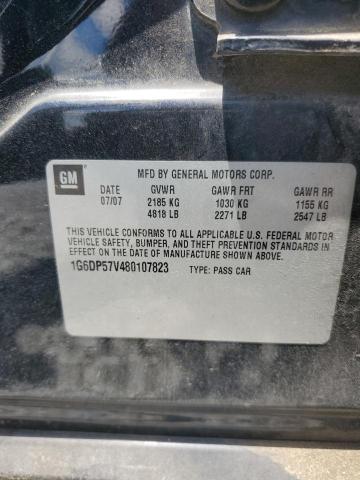 GM
MFD BY GENERAL MOTORS CORP.
DATE GVWR GAWR FRT GAWR RR
07/07 2185 KG 1030 KG 1155 KG
4818 LB 2271 LB 2547 LB
THIS VEHICLE CONFORMS TO ALL APPLICABLE U.S. FEDERAL MOTOR
VEHICLE SAFETY, BUMPER, AND THEFT PREVENTION STANDARDS IN
EFFECT ON THE DATE OF MANUFACTURE SHOWN ABOVE.
1G6DP57V480107823 TYPE: PASS CAR